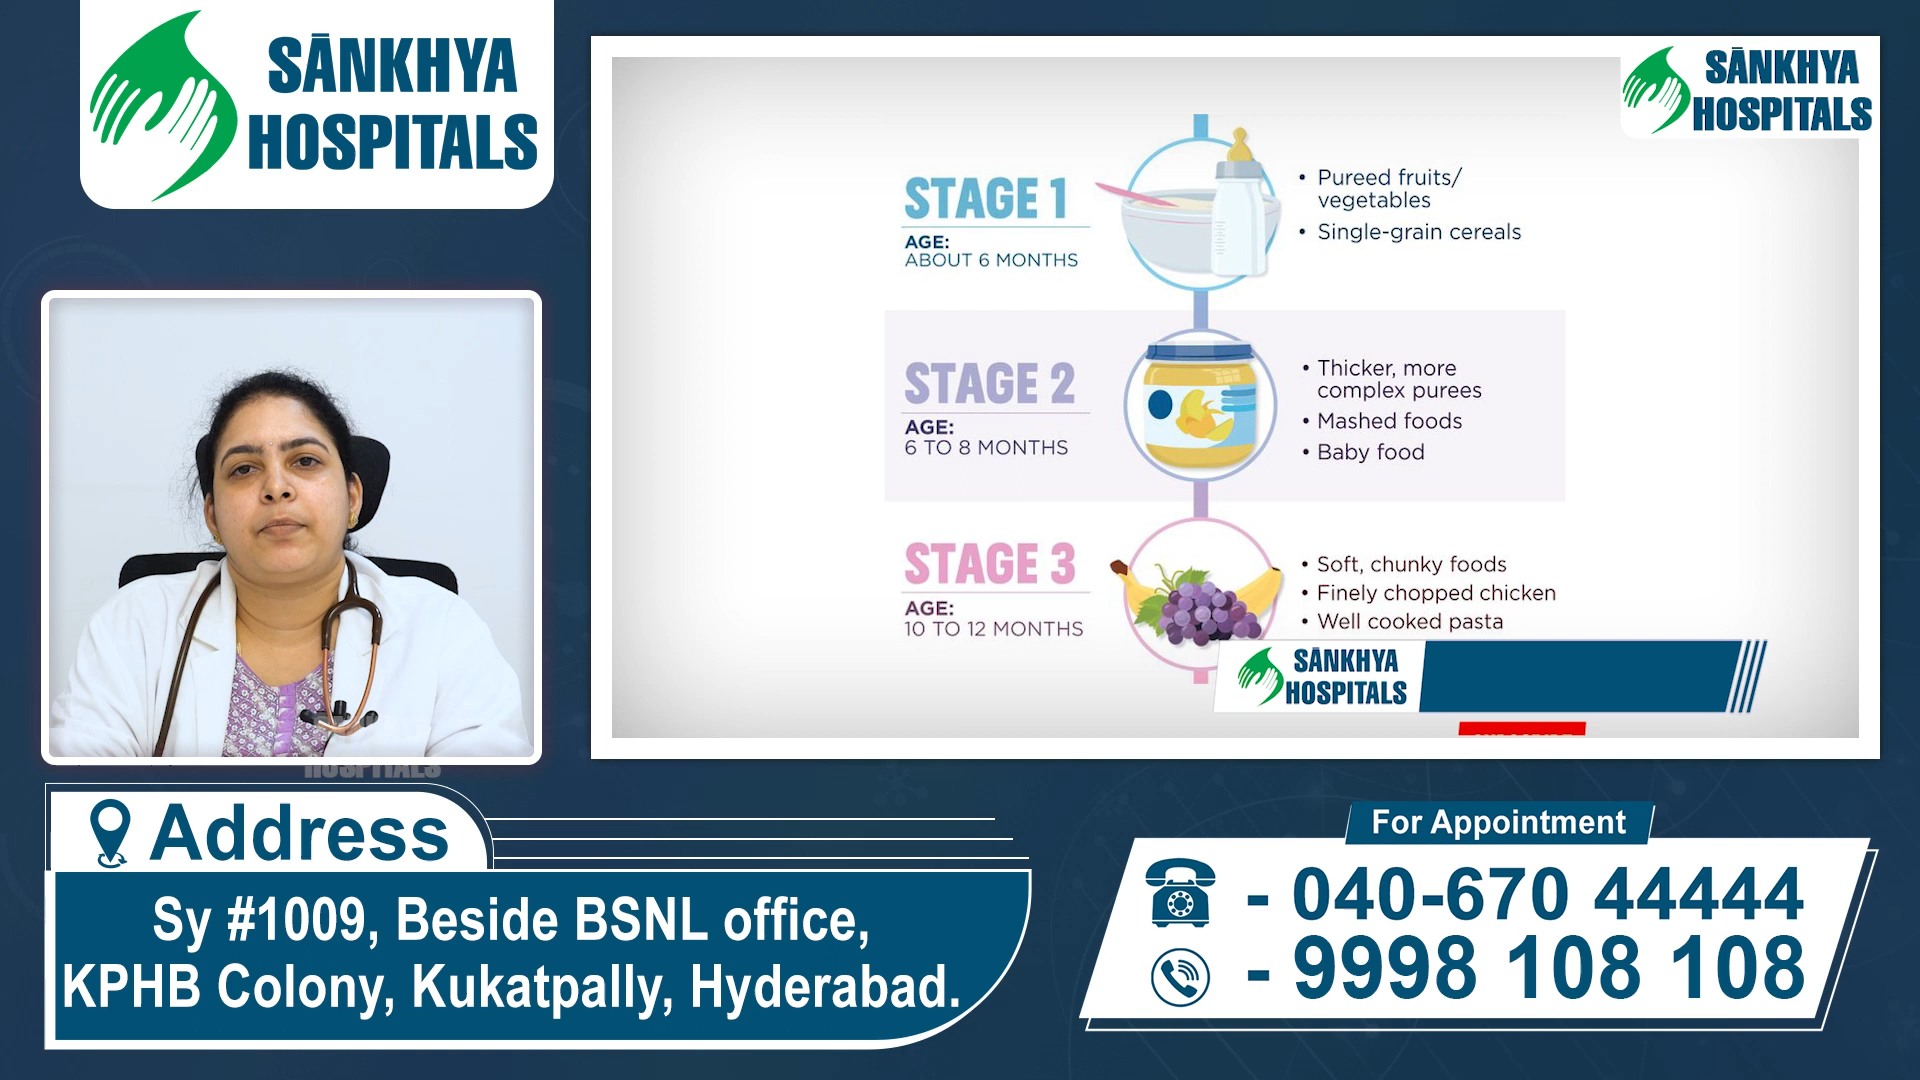 SĀNKHYA
HOSPITALS
SĀNKHYA
HOSPITALS
STAGE 1
AGE:
ABOUT 6 MONTHS
• Pureed fruits/
vegetables
• Single-grain cereals
STAGE 2
AGE:
6 TO 8 MONTHS
• Thicker, more
complex purees
• Mashed foods
• Baby food
STAGE 3
AGE:
10 TO 12 MONTHS
• Soft, chunky foods
• Finely chopped chicken
• Well cooked pasta
SĀNKHYA
HOSPITALS
HOSPITALS
Address
Sy #1009, Beside BSNL office,
KPHB Colony, Kukatpally, Hyderabad.
For Appointment
- 040-670 44444
- 9998 108 108